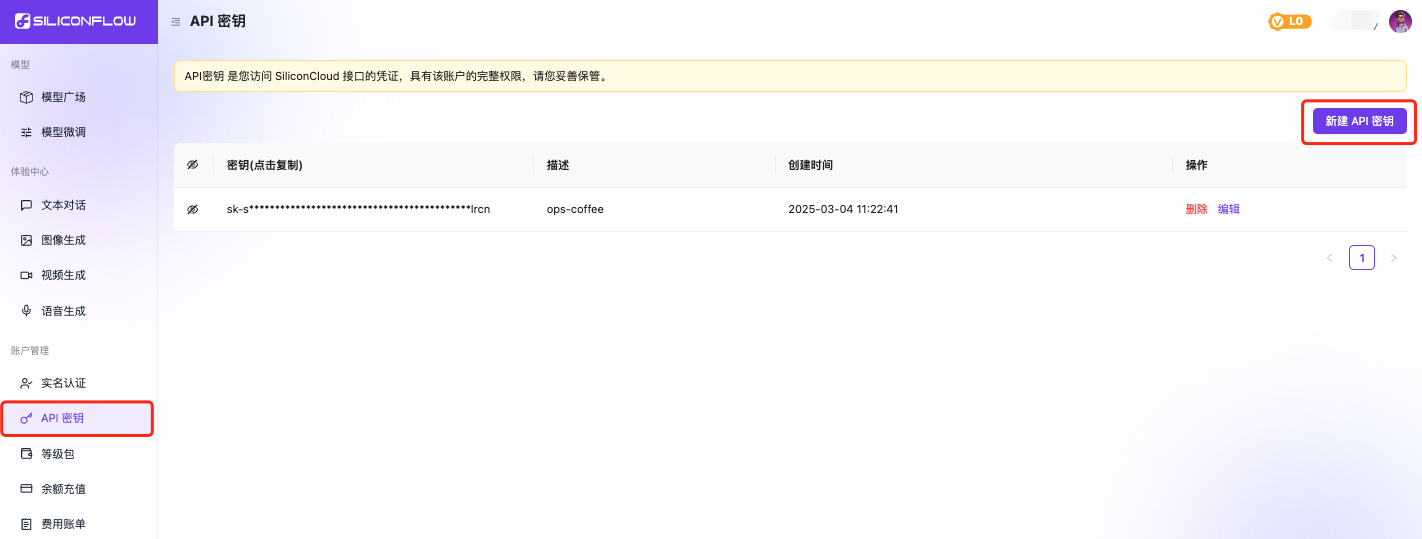 SILICONFLOW
API 密钥
L0
模型
模型广场
模型微调
体验中心
文本对话
图像生成
视频生成
语音生成
账户管理
实名认证
API 密钥
等级包
余额充值
费用账单
API密钥 是您访问 SiliconCloud 接口的凭证，具有该账户的完整权限，请您妥善保管。
新建 API 密钥
密钥(点击复制) 描述 创建时间 操作
sk-s*******************************************lrcn ops-coffee 2025-03-04 11:22:41 删除 编辑
1